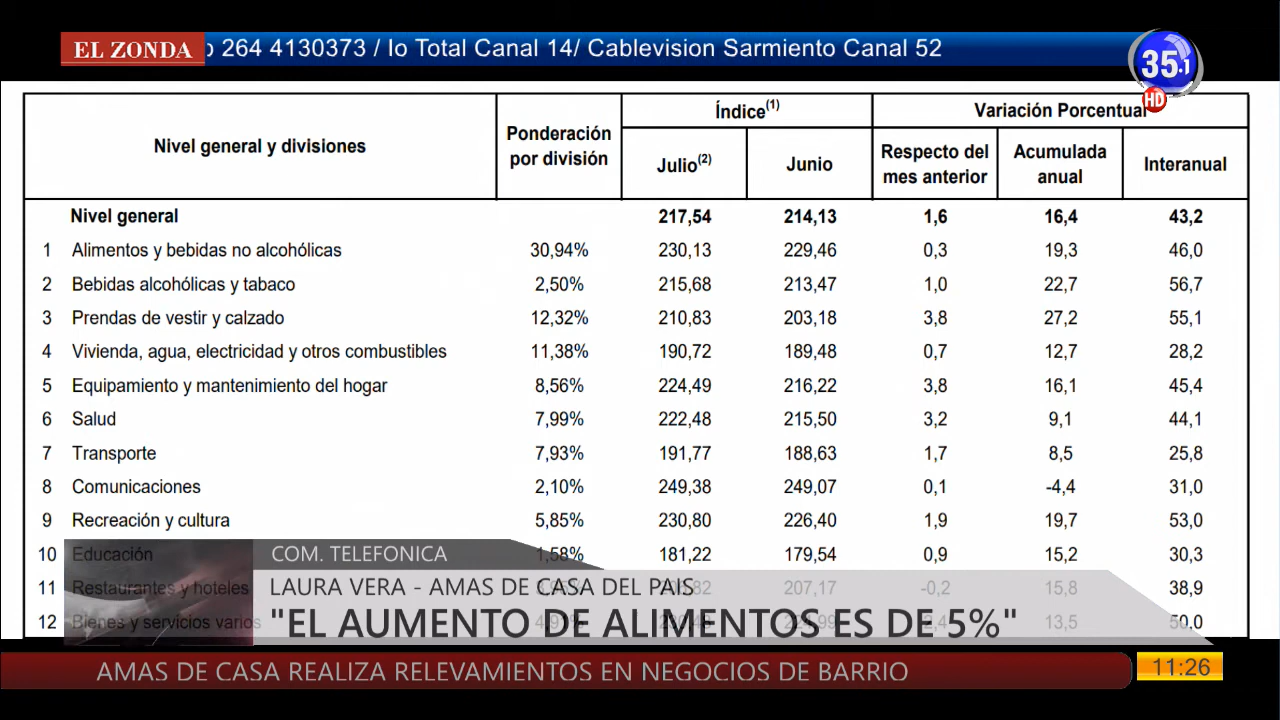 EL ZONDA
264 4130373 / Io Total Canal 14/ Cablevision Sarmiento Canal 52
35.1
HD
Nivel general y divisiones
Ponderación por división
Índice(1)
Variación Porcentual
Julio(2)
Junio
Respecto del mes anterior
Acumulada anual
Interanual
Nivel general 217,54 214,13 1,6 16,4 43,2
1 Alimentos y bebidas no alcohólicas 30,94% 230,13 229,46 0,3 19,3 46,0
2 Bebidas alcohólicas y tabaco 2,50% 215,68 213,47 1,0 22,7 56,7
3 Prendas de vestir y calzado 12,32% 210,83 203,18 3,8 27,2 55,1
4 Vivienda, agua, electricidad y otros combustibles 11,38% 190,72 189,48 0,7 12,7 28,2
5 Equipamiento y mantenimiento del hogar 8,56% 224,49 216,22 3,8 16,1 45,4
6 Salud 7,99% 222,48 215,50 3,2 9,1 44,1
7 Transporte 7,93% 191,77 188,63 1,7 8,5 25,8
8 Comunicaciones 2,10% 249,38 249,07 0,1 -4,4 31,0
9 Recreación y cultura 5,85% 230,80 226,40 1,9 19,7 53,0
10 Educación 1,58% 181,22 179,54 0,9 15,2 30,3
11 Restaurantes y hoteles 207,17 -0,2 15,8 38,9
12 Bienes y servicios varios 13,5 50,0
COM. TELEFONICA
LAURA VERA - AMAS DE CASA DEL PAIS
"EL AUMENTO DE ALIMENTOS ES DE 5%"
AMAS DE CASA REALIZA RELEVAMIENTOS EN NEGOCIOS DE BARRIO
11:26